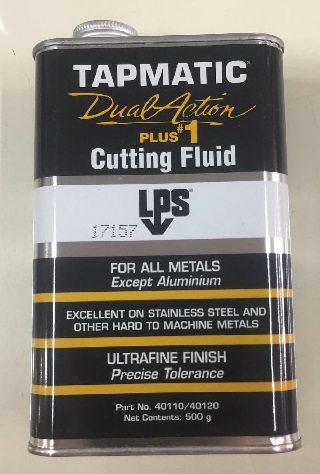 TAPMATIC
Dual Action
PLUS #1
Cutting Fluid
LPS®
17157
FOR ALL METALS
Except Aluminium
EXCELLENT ON STAINLESS STEEL AND
OTHER HARD TO MACHINE METALS
ULTRAFINE FINISH
Precise Tolerance
Part No. 40110/40120
Net Contents: 500 g